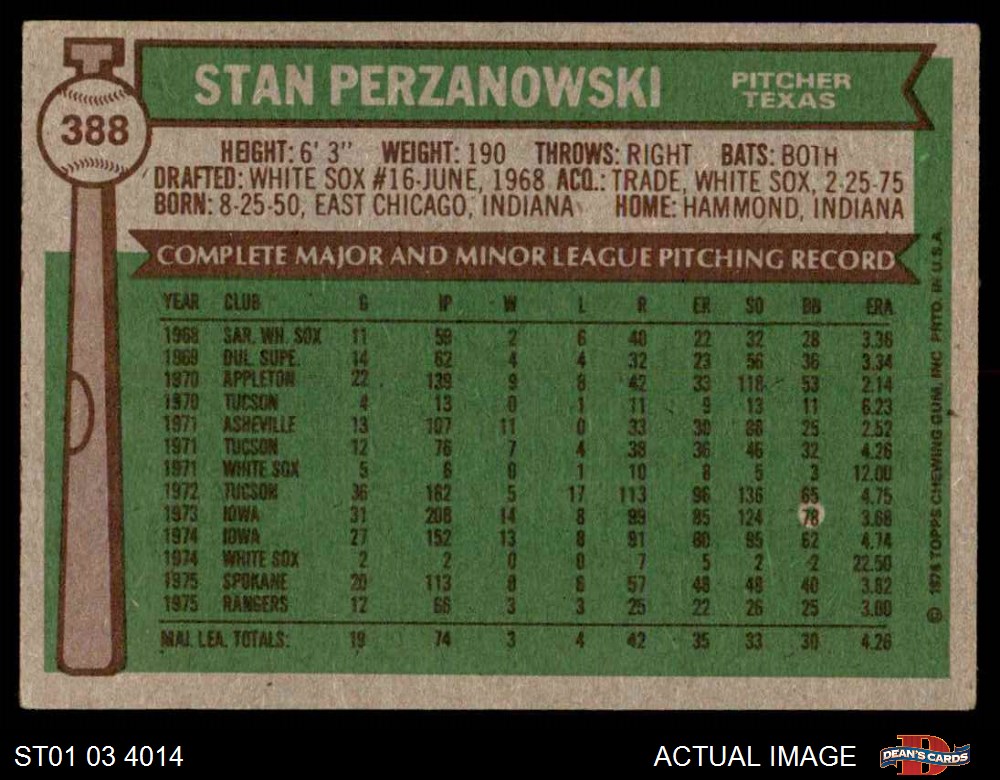 388
STAN PERZANOWSKI
PITCHER
TEXAS
HEIGHT: 6' 3" WEIGHT: 190 THROWS: RIGHT BATS: BOTH
DRAFTED: WHITE SOX #16-JUNE, 1968 ACQ.: TRADE, WHITE SOX, 2-25-75
BORN: 8-25-50, EAST CHICAGO, INDIANA HOME: HAMMOND, INDIANA
COMPLETE MAJOR AND MINOR LEAGUE PITCHING RECORD
YEAR CLUB G IP W L R ER SO BB ERA
1968 SAR. WH. SOX 11 59 2 6 40 22 32 28 3.36
1969 DUL. SUPE. 14 62 4 4 32 23 56 36 3.34
1970 APPLETON 22 139 9 8 42 33 118 53 2.14
1970 TUCSON 4 13 0 1 11 9 13 11 6.23
1971 ASHEVILLE 13 107 11 0 33 30 88 25 2.52
1971 TUCSON 12 76 7 4 38 36 46 32 4.26
1971 WHITE SOX 5 6 0 1 10 8 5 3 12.00
1972 TUCSON 36 182 5 17 113 96 136 65 4.75
1973 IOWA 31 208 14 8 99 85 124 78 3.68
1974 IOWA 27 152 13 8 91 80 95 62 4.74
1974 WHITE SOX 2 2 0 0 7 5 2 2 22.50
1975 SPOKANE 20 113 8 6 57 48 48 40 3.82
1975 RANGERS 12 66 3 3 25 22 26 25 3.00
MAJ. LEA. TOTALS: 19 74 3 4 42 35 33 30 4.26
© 1976 TOPPS CHEWING GUM, INC PRTD. IN U.S.A.
ST01 03 4014
ACTUAL IMAGE
D
DEAN'S CARDS